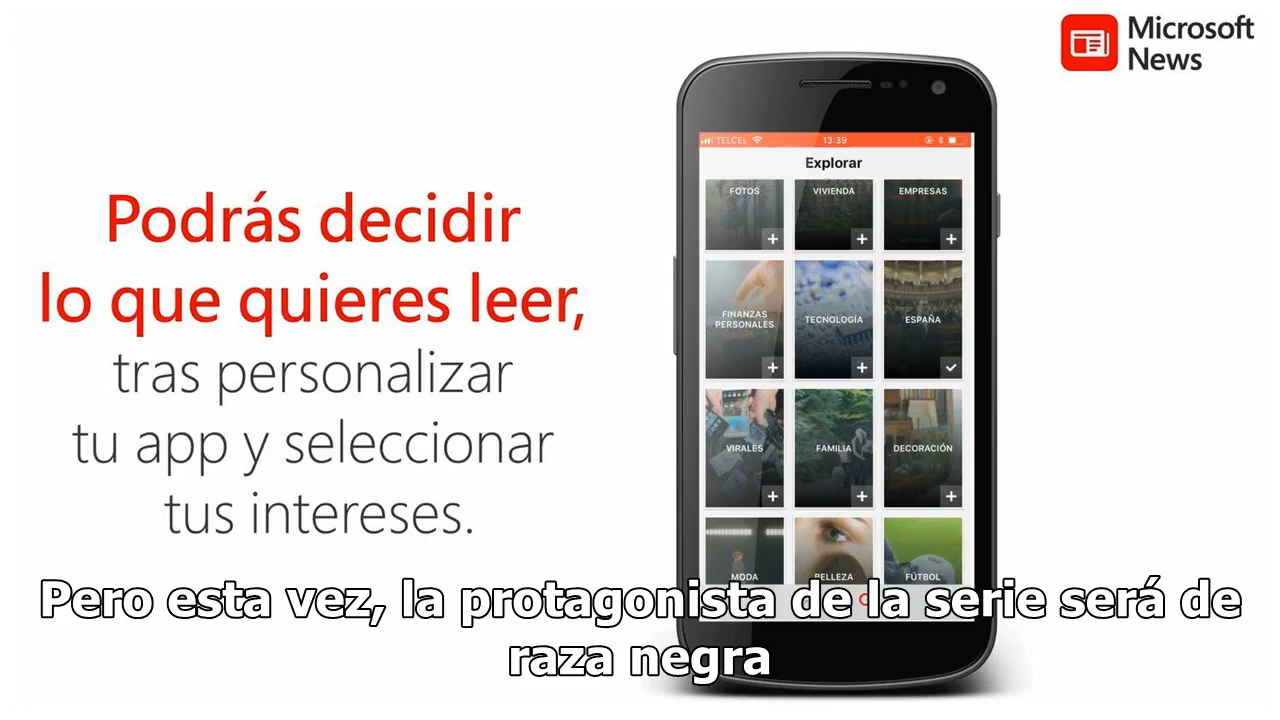 Microsoft
News
TELCEL 13:39
Explorar
FOTOS VIVIENDA EMPRESAS
Podrás decidir
lo que quieres leer,
tras personalizar
tu app y seleccionar
tus intereses.
FINANZAS
PERSONALES
TECNOLOGÍA ESPAÑA
VIRALES FAMILIA DECORACIÓN
MODA BELLEZA FÚTBOL
Pero esta vez, la protagonista de la serie será de
raza negra